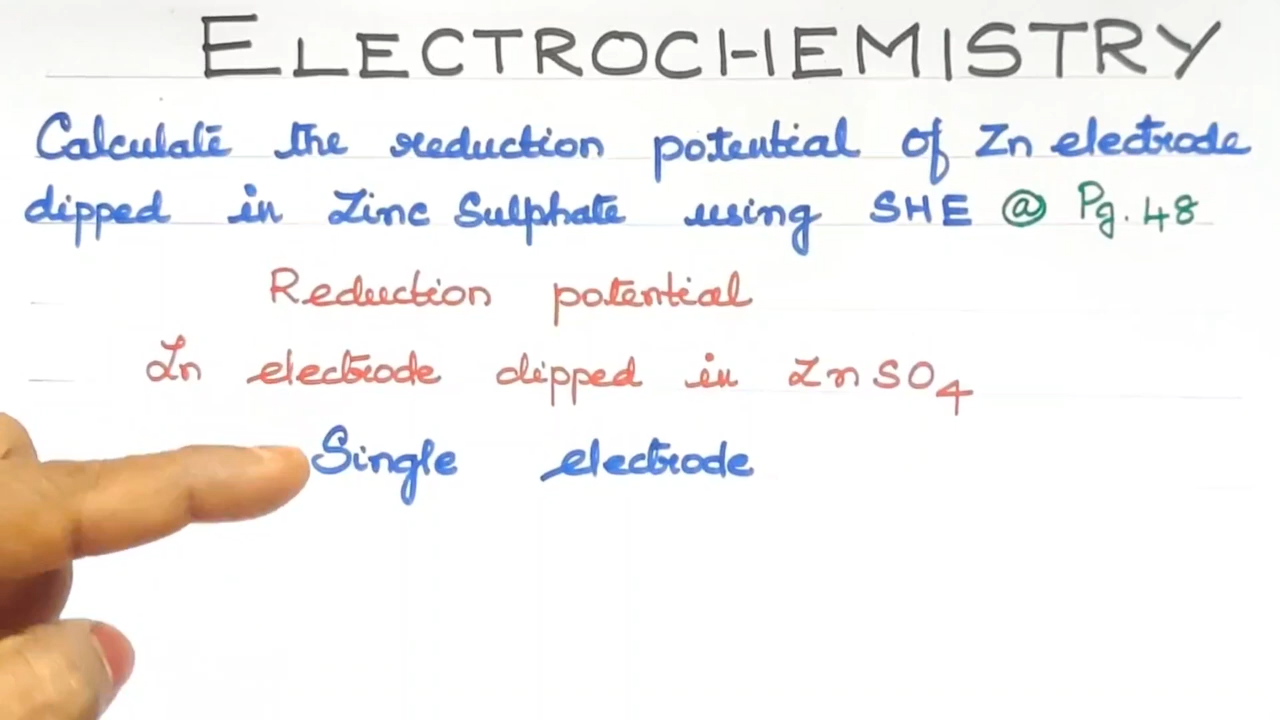 ELECTROCHEMISTRY
Calculate the reduction potential of Zn electrode
dipped in Zinc Sulphate using SHE @ Pg. 48
Reduction potential
Zn electrode dipped in ZnSO4
Single electrode